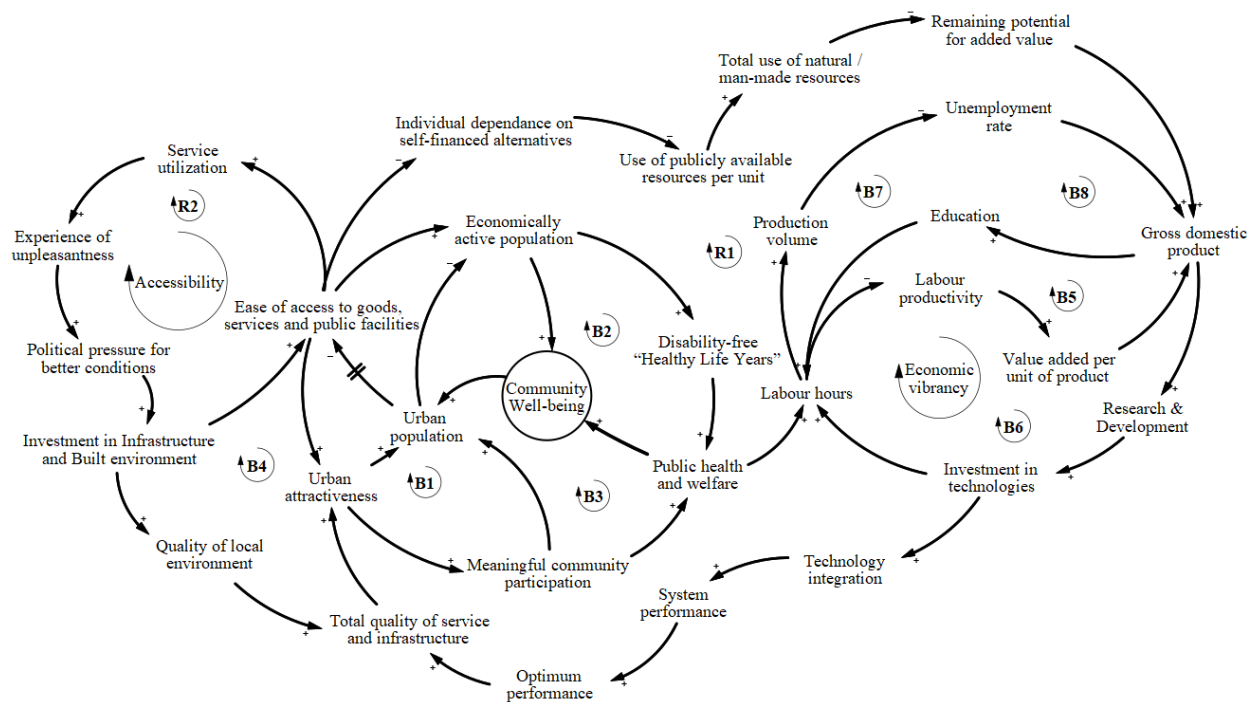 Remaining potential
for added value
Total use of natural /
man-made resources
Individual dependance on
self-financed alternatives
Unemployment
rate
Service
utilization
Use of publicly available
resources per unit
R2
B7
B8
Economically
active population
Production
volume
Education
Gross domestic
product
Experience of
unpleasantness
R1
Accessibility
Labour
productivity
B5
Ease of access to goods,
services and public facilities
B2
Disability-free
“Healthy Life Years”
Value added per
unit of product
Political pressure for
better conditions
Economic
vibrancy
Community
Well-being
Labour hours
Urban
population
Research &
Development
B6
Investment in Infrastructure
and Built environment
B4
Urban
attractiveness
B1
B3
Public health
and welfare
Investment in
technologies
Quality of local
environment
Meaningful community
participation
Technology
integration
System
performance
Total quality of service
and infrastructure
Optimum
performance